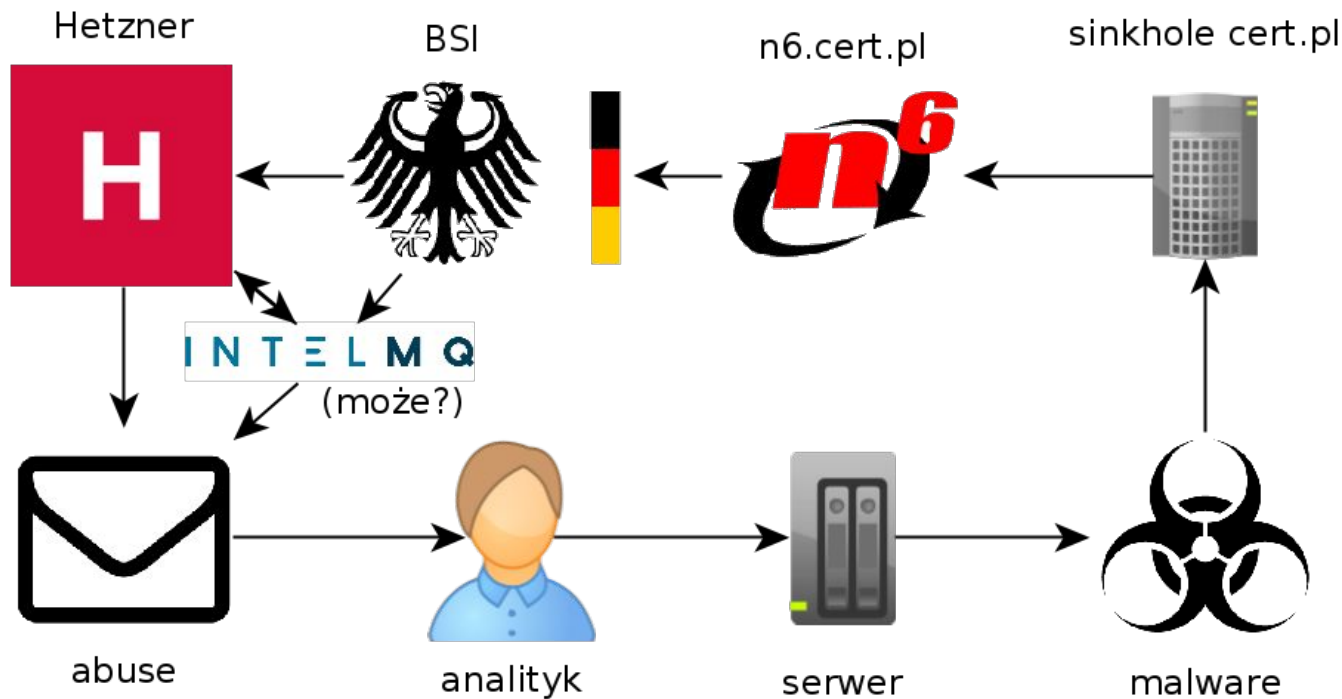 Hetzner
BSI
n6.cert.pl
sinkhole cert.pl
H
n6
INTELMQ
(może?)
abuse
analityk
serwer
malware